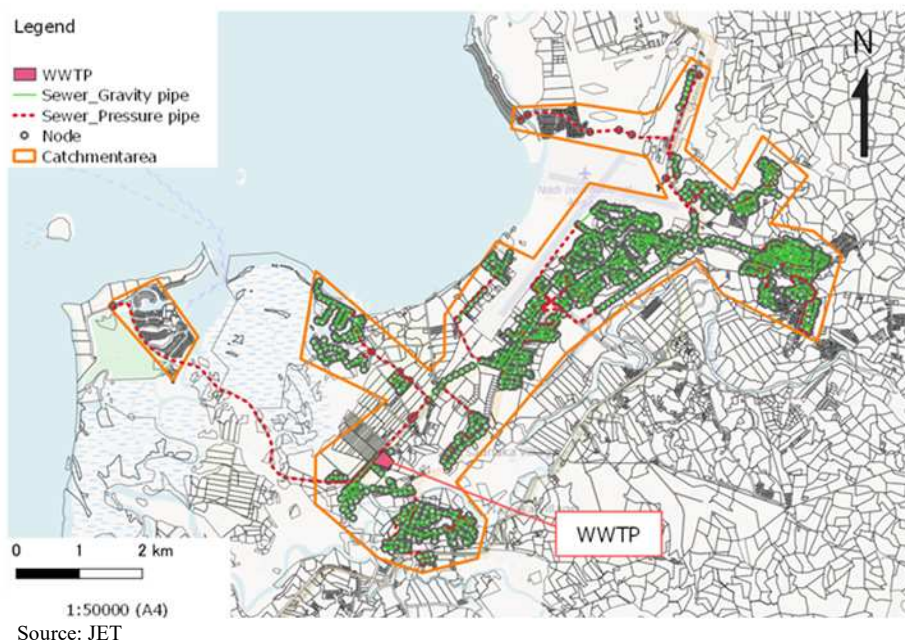 Legend
WWTP
Sewer_Gravity pipe
Sewer_Pressure pipe
Node
Catchmentarea
N
WWTP
0 1 2 km
1:50000 (A4)
Source: JET